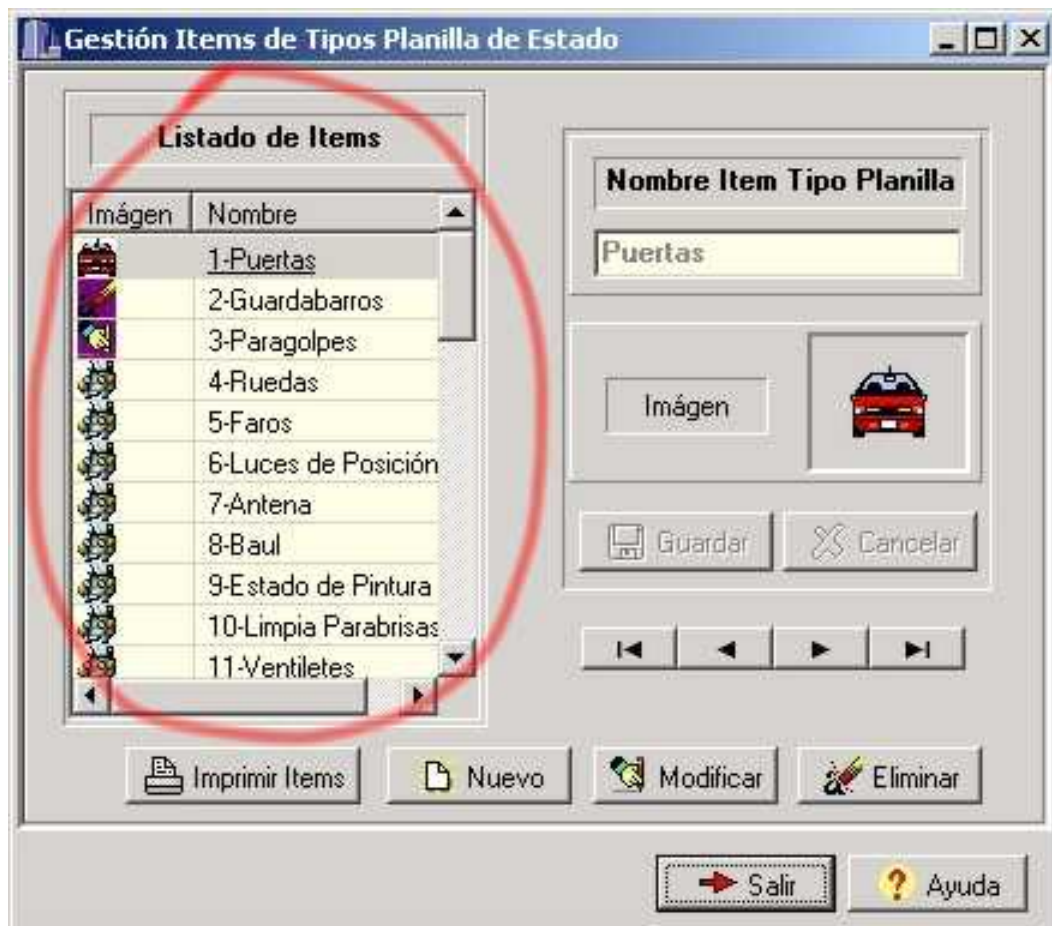 Gestión Items de Tipos Planilla de Estado
Listado de Items
Imágen Nombre
1-Puertas
2-Guardabarros
3-Paragolpes
4-Ruedas
5-Faros
6-Luces de Posición
7-Antena
8-Baul
9-Estado de Pintura
10-Limpia Parabrisas
11-Ventiletes
Nombre Item Tipo Planilla
Puertas
Imágen
Guardar Cancelar
Imprimir Items Nuevo Modificar Eliminar
Salir Ayuda